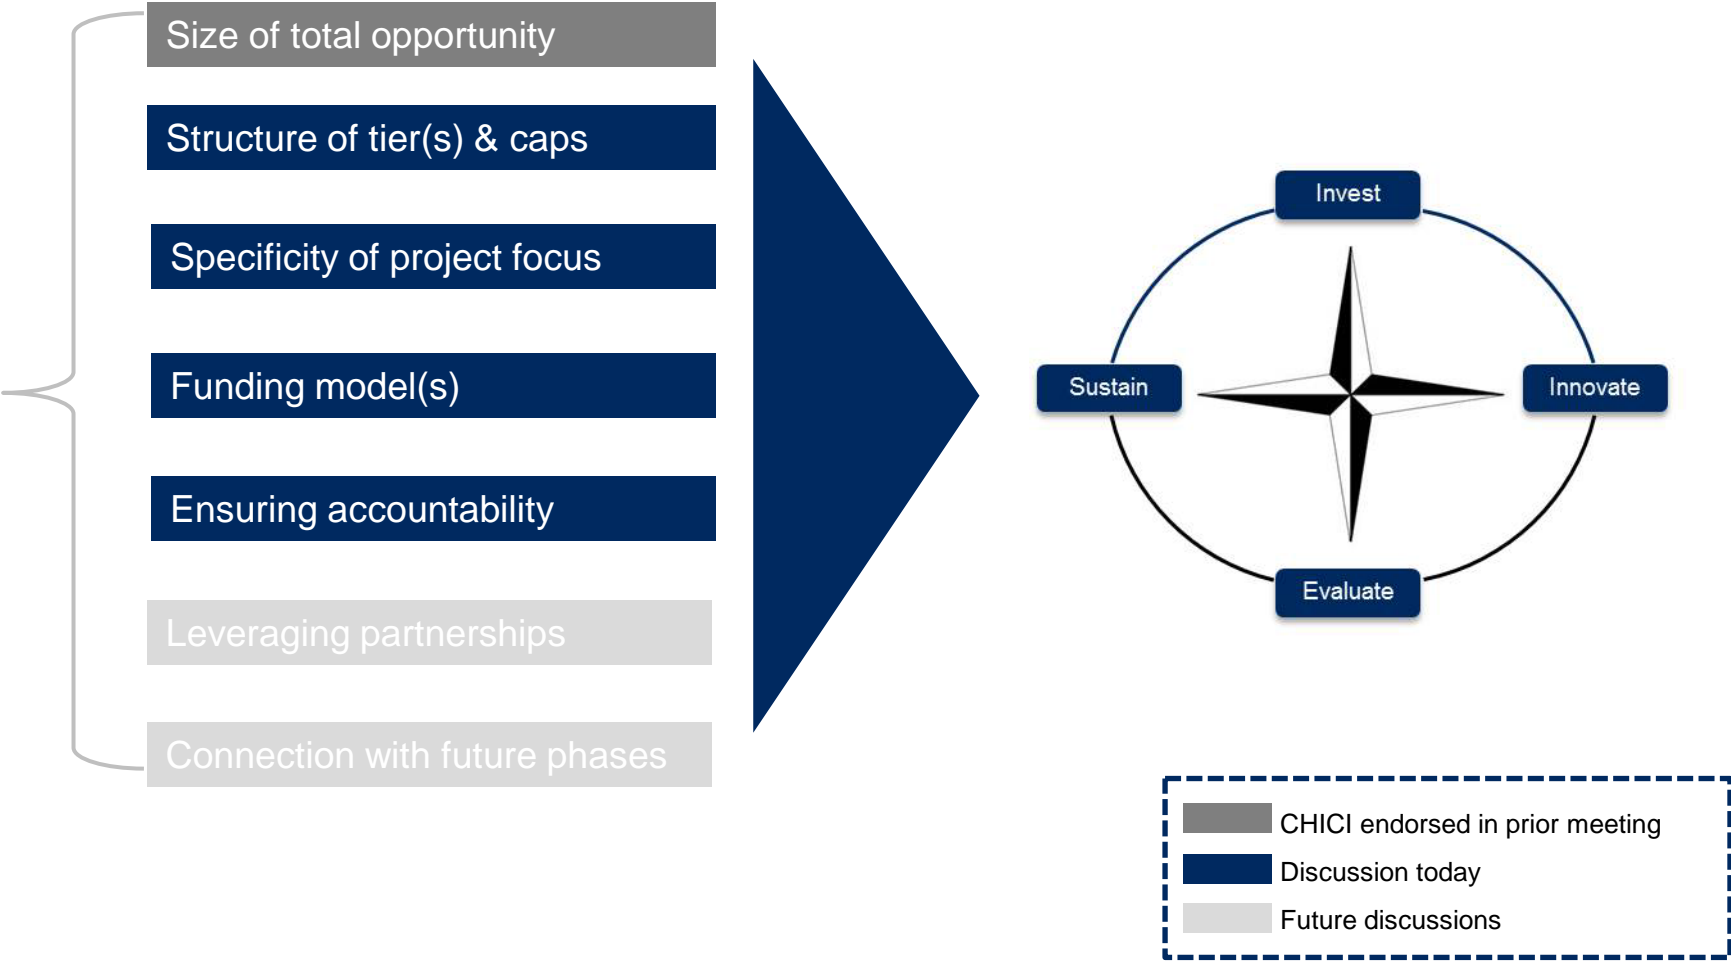 Size of total opportunity
Structure of tier(s) & caps
Specificity of project focus
Funding model(s)
Ensuring accountability
Leveraging partnerships
Connection with future phases
Invest
Sustain
Innovate
Evaluate
CHICI endorsed in prior meeting
Discussion today
Future discussions